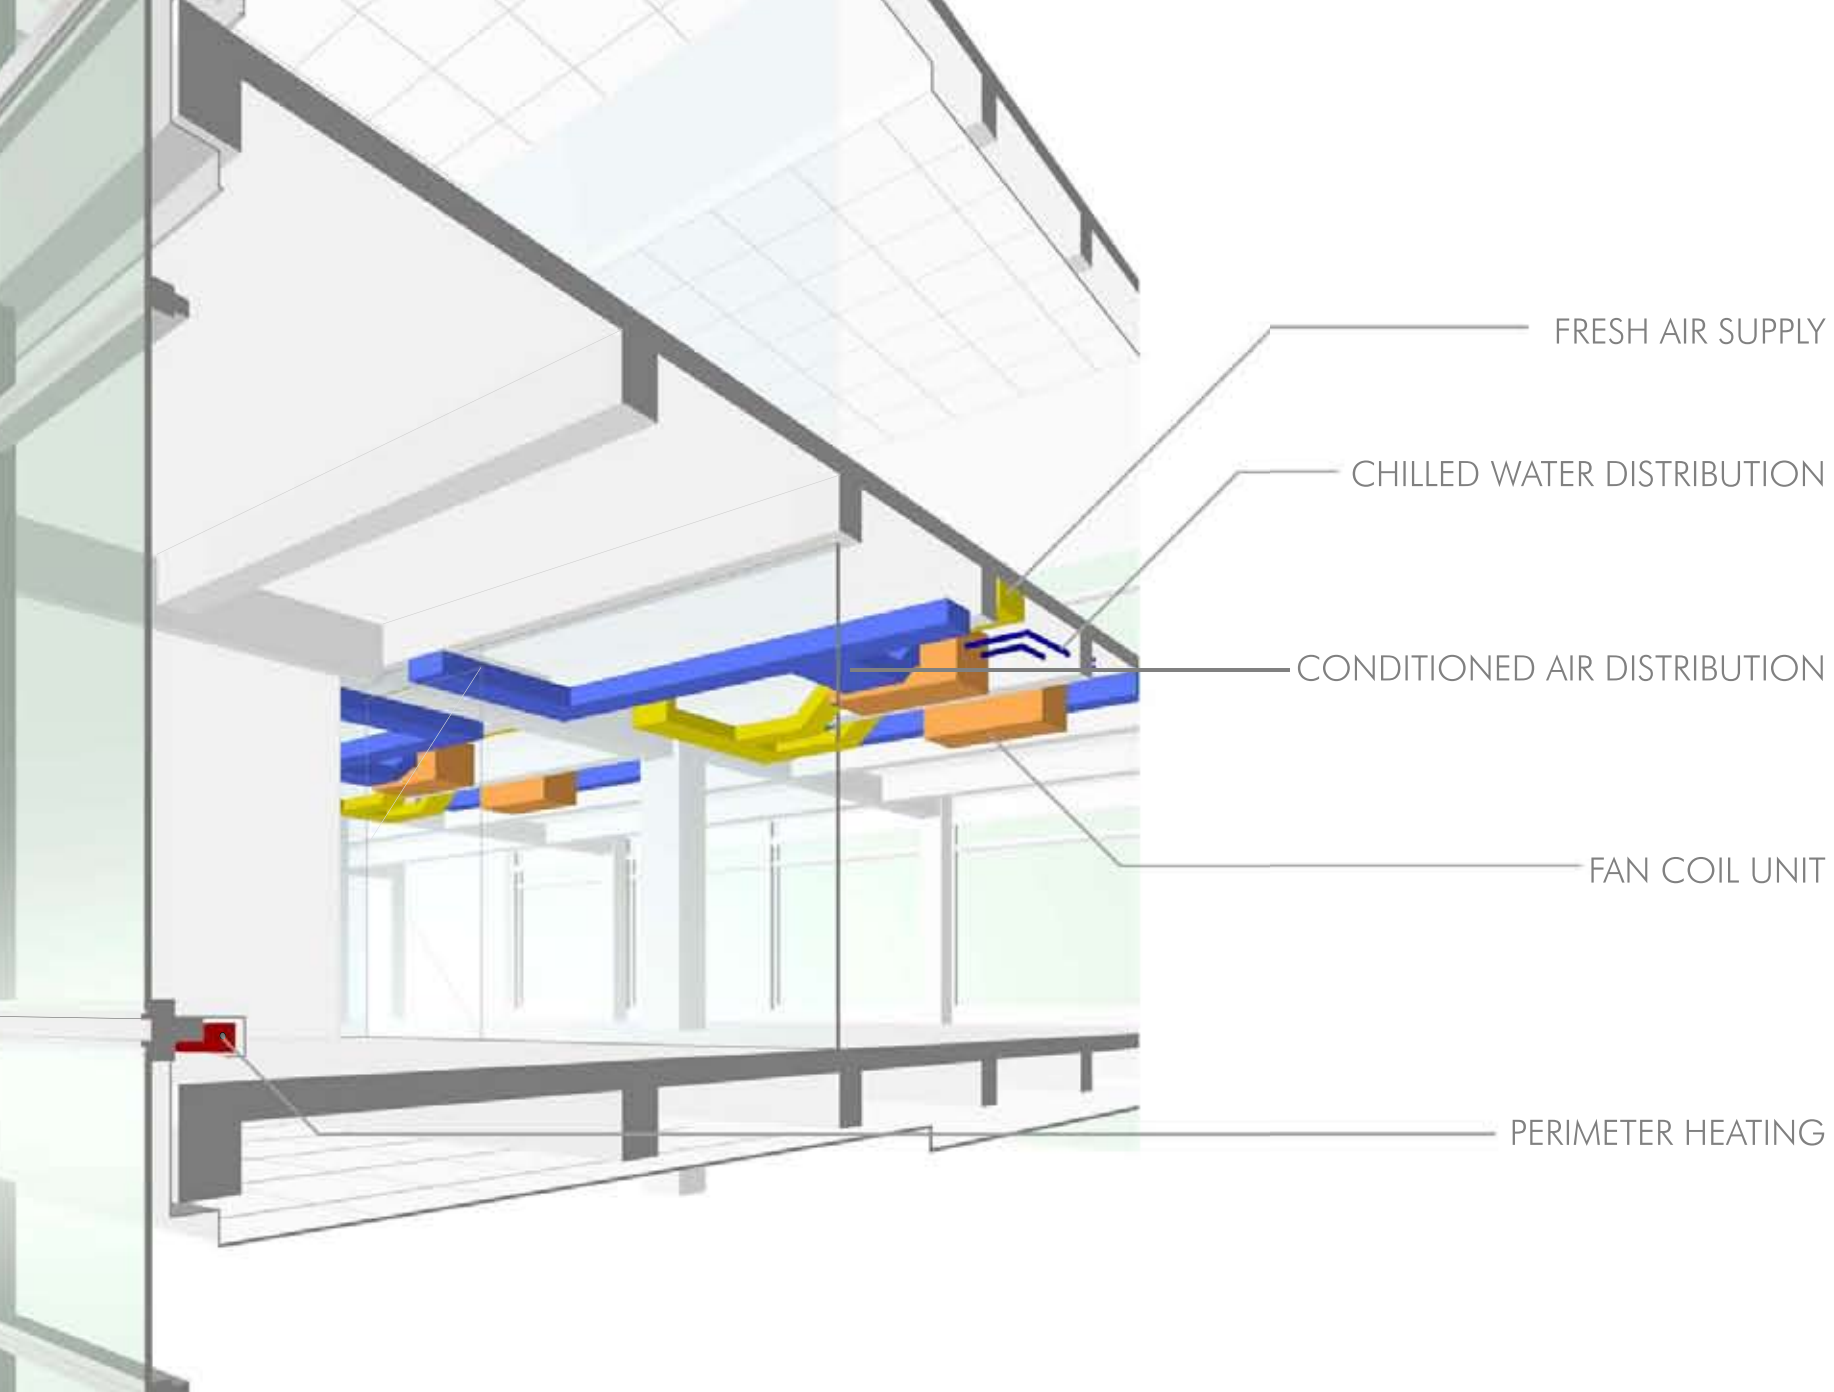 FRESH AIR SUPPLY
CHILLED WATER DISTRIBUTION
CONDITIONED AIR DISTRIBUTION
FAN COIL UNIT
PERIMETER HEATING